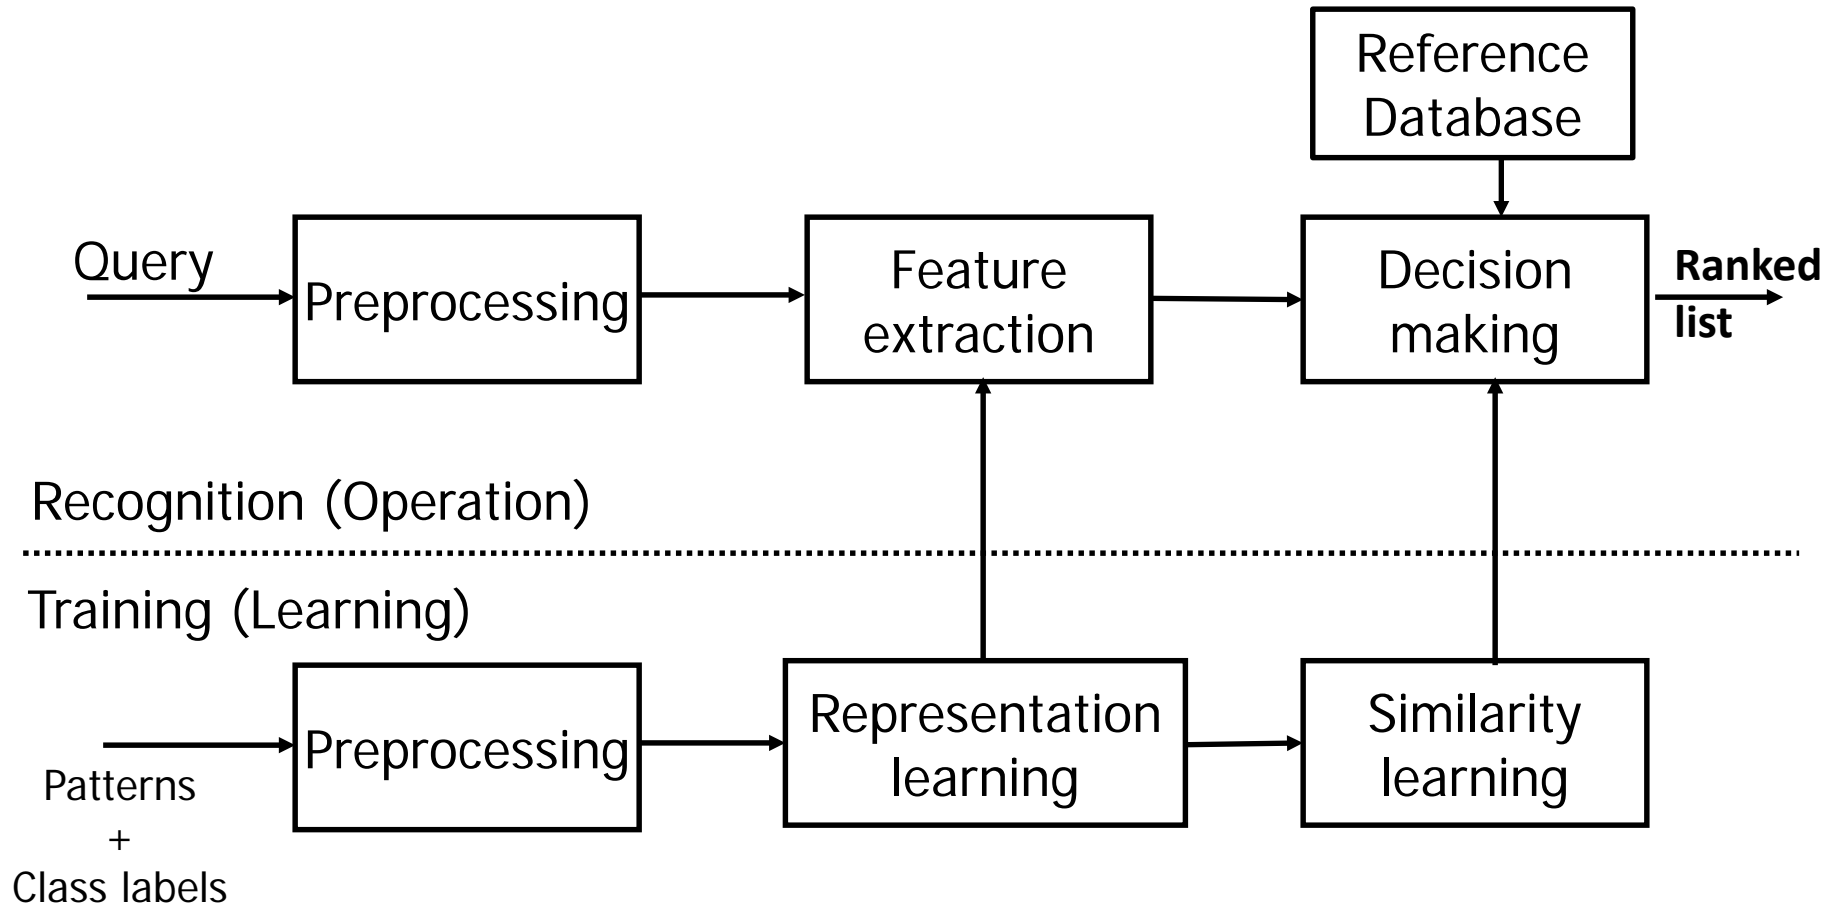 Reference
Database
Query
Preprocessing
Feature
extraction
Decision
making
Ranked
list
Recognition (Operation)
Training (Learning)
Preprocessing
Representation
learning
Similarity
learning
Patterns
+
Class labels